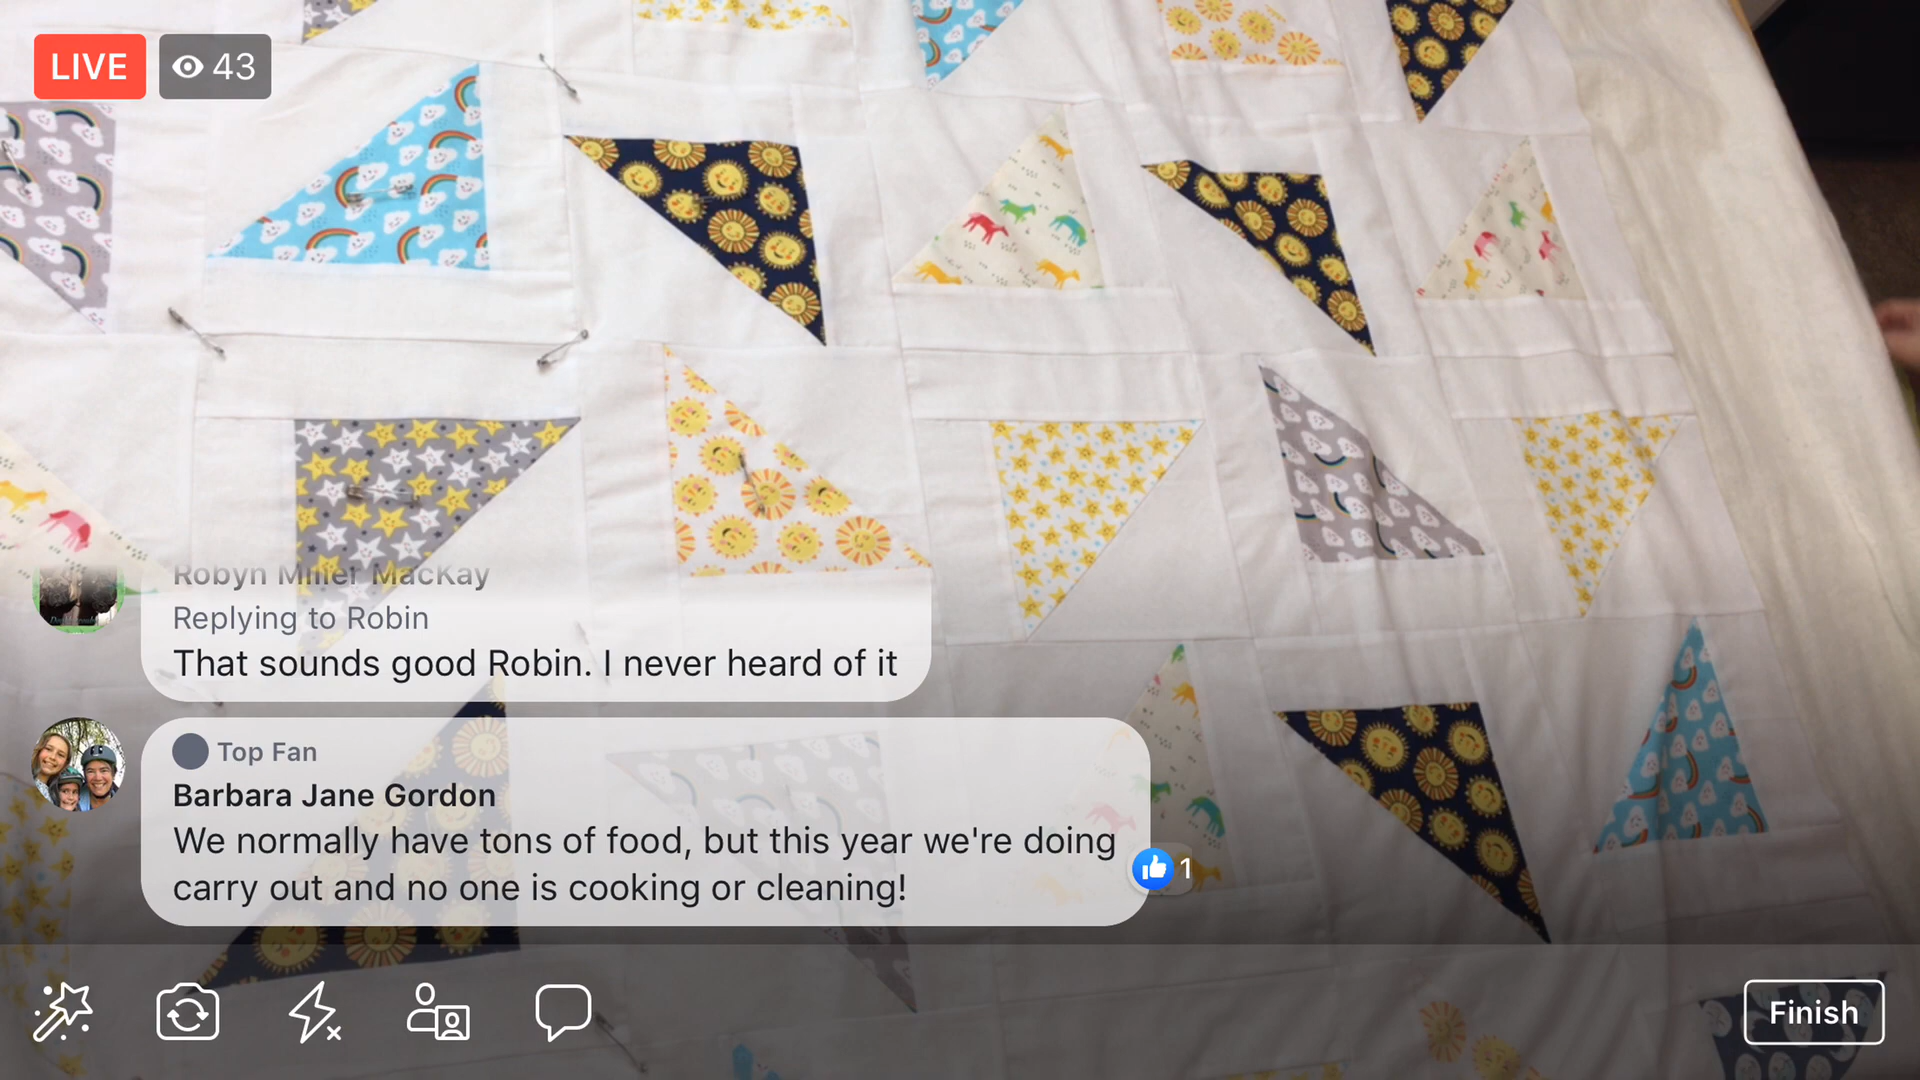 LIVE
43
Robyn Miller MacKay
Replying to Robin
That sounds good Robin. I never heard of it
Top Fan
Barbara Jane Gordon
We normally have tons of food, but this year we're doing
carry out and no one is cooking or cleaning!
1
Finish